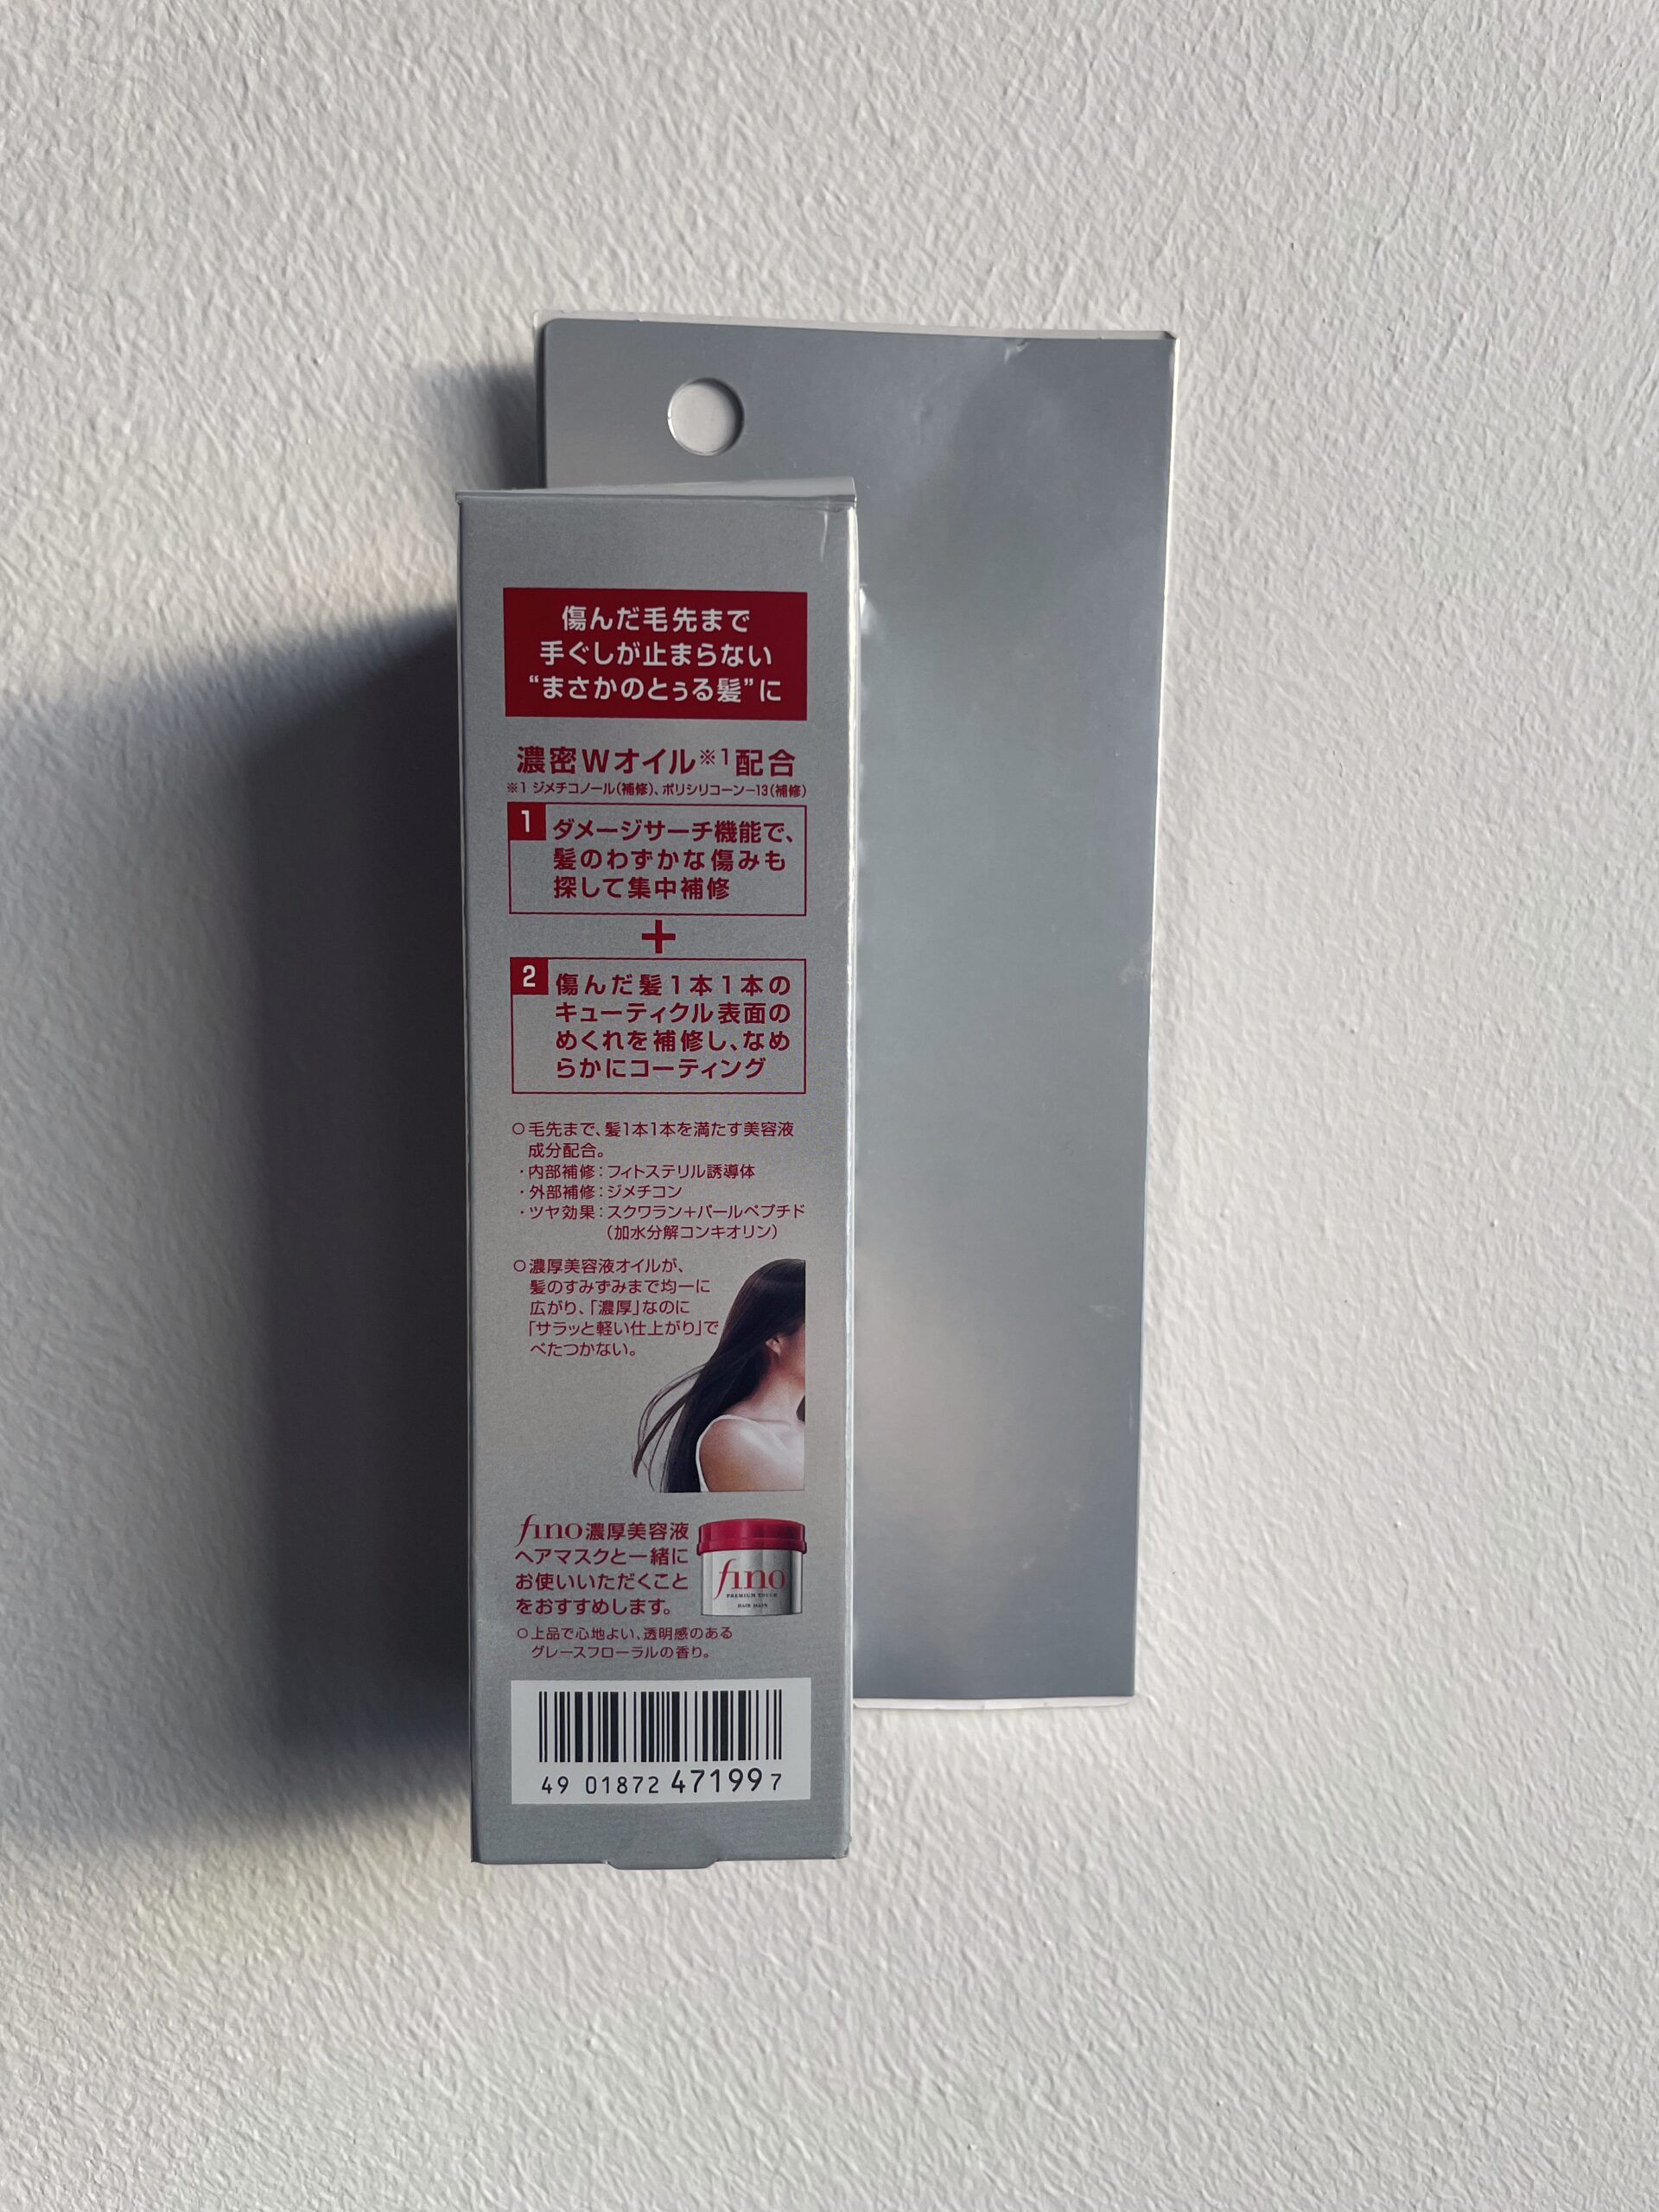 傷んだ毛先まで
手ぐしが止まらない
“まさかのとぅる髪”に
濃密Wオイル※1配合
※1 ジメチコノール(補修)、ポリシリコーン−13(補修)
1 ダメージサーチ機能で、
髪のわずかな傷みも
探して集中補修
+
2 傷んだ髪1本1本の
キューティクル表面の
めくれを補修し、なめ
らかにコーティング
○毛先まで、髪1本1本を満たす美容液
成分配合。
・内部補修：フィトステリル誘導体
・外部補修：ジメチコン
・ツヤ効果：スクワラン＋パールペプチド
(加水分解コンキオリン)
○濃厚美容液オイルが、
髪のすみずみまで均一に
広がり、「濃厚」なのに
「サラッと軽い仕上がり」で
べたつかない。
fino濃厚美容液
ヘアマスクと一緒に
お使いいただくこと
をおすすめします。
fino
PREMIUM TOUCH
HAIR MASK
○上品で心地よい、透明感のある
グレースフローラルの香り。
49 01872 471997